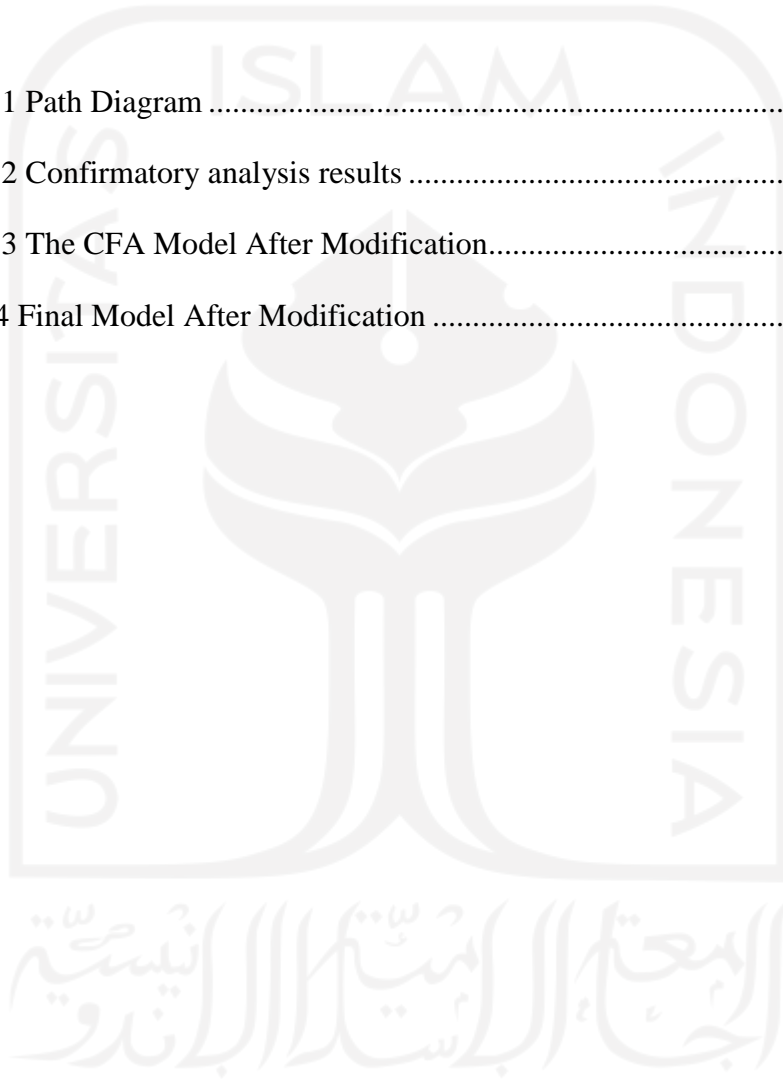 ISLAM
1 Path Diagram ........................................................................
2 Confirmatory analysis results ...............................................
3 The CFA Model After Modification.....................................
4 Final Model After Modification ............................................
UNIVERSITAS
INDONESIA